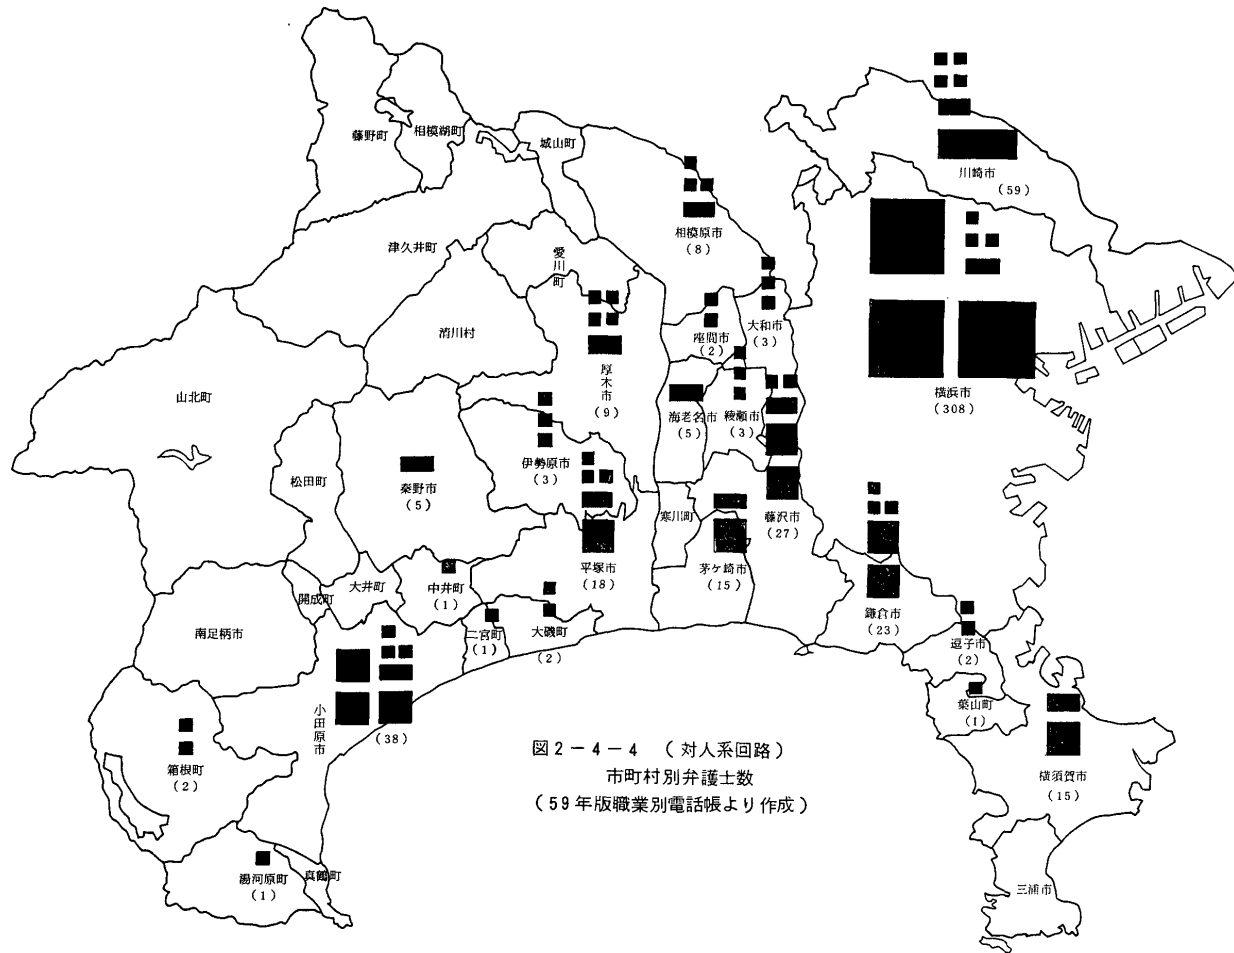 藤野町
相模湖町
城山町
川崎市
(59)
相模原市
(8)
津久井町
愛川町
清川村
厚木市
(9)
座間市
(2)
大和市
(3)
横浜市
(308)
山北町
海老名市
(5)
綾瀬市
(3)
伊勢原市
(3)
秦野市
(5)
松田町
寒川町
藤沢市
(27)
平塚市
(18)
茅ケ崎市
(15)
大井町
中井町
(1)
開成町
南足柄市
二宮町
(1)
大磯町
(2)
鎌倉市
(23)
逗子市
(2)
葉山町
(1)
小田原市
(38)
箱根町
(2)
横須賀市
(15)
湯河原町
(1)
真鶴町
三浦市
図2-4-4 (対人系回路)
市町村別弁護士数
(59年版職業別電話帳より作成)